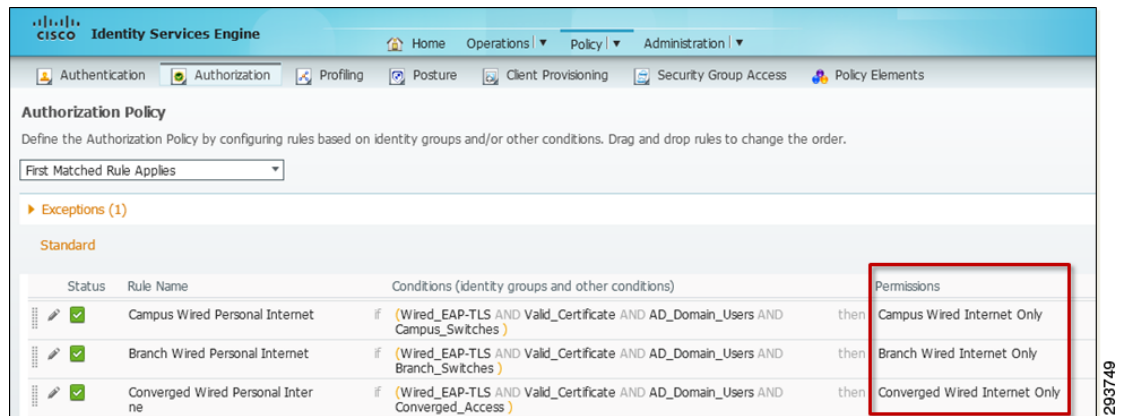 cisco Identity Services Engine
Home Operations ▼ Policy ▼ Administration ▼
Authentication Authorization Profiling Posture Client Provisioning Security Group Access Policy Elements
Authorization Policy
Define the Authorization Policy by configuring rules based on identity groups and/or other conditions. Drag and drop rules to change the order.
First Matched Rule Applies
Exceptions (1)
Standard
Status Rule Name Conditions (identity groups and other conditions) Permissions
Campus Wired Personal Internet if (Wired_EAP-TLS AND Valid_Certificate AND AD_Domain_Users AND then Campus Wired Internet Only
Campus_Switches )
Branch Wired Personal Internet if (Wired_EAP-TLS AND Valid_Certificate AND AD_Domain_Users AND then Branch Wired Internet Only
Branch_Switches )
Converged Wired Personal Inter if (Wired_EAP-TLS AND Valid_Certificate AND AD_Domain_Users AND then Converged Wired Internet Only
ne Converged_Access )
293749